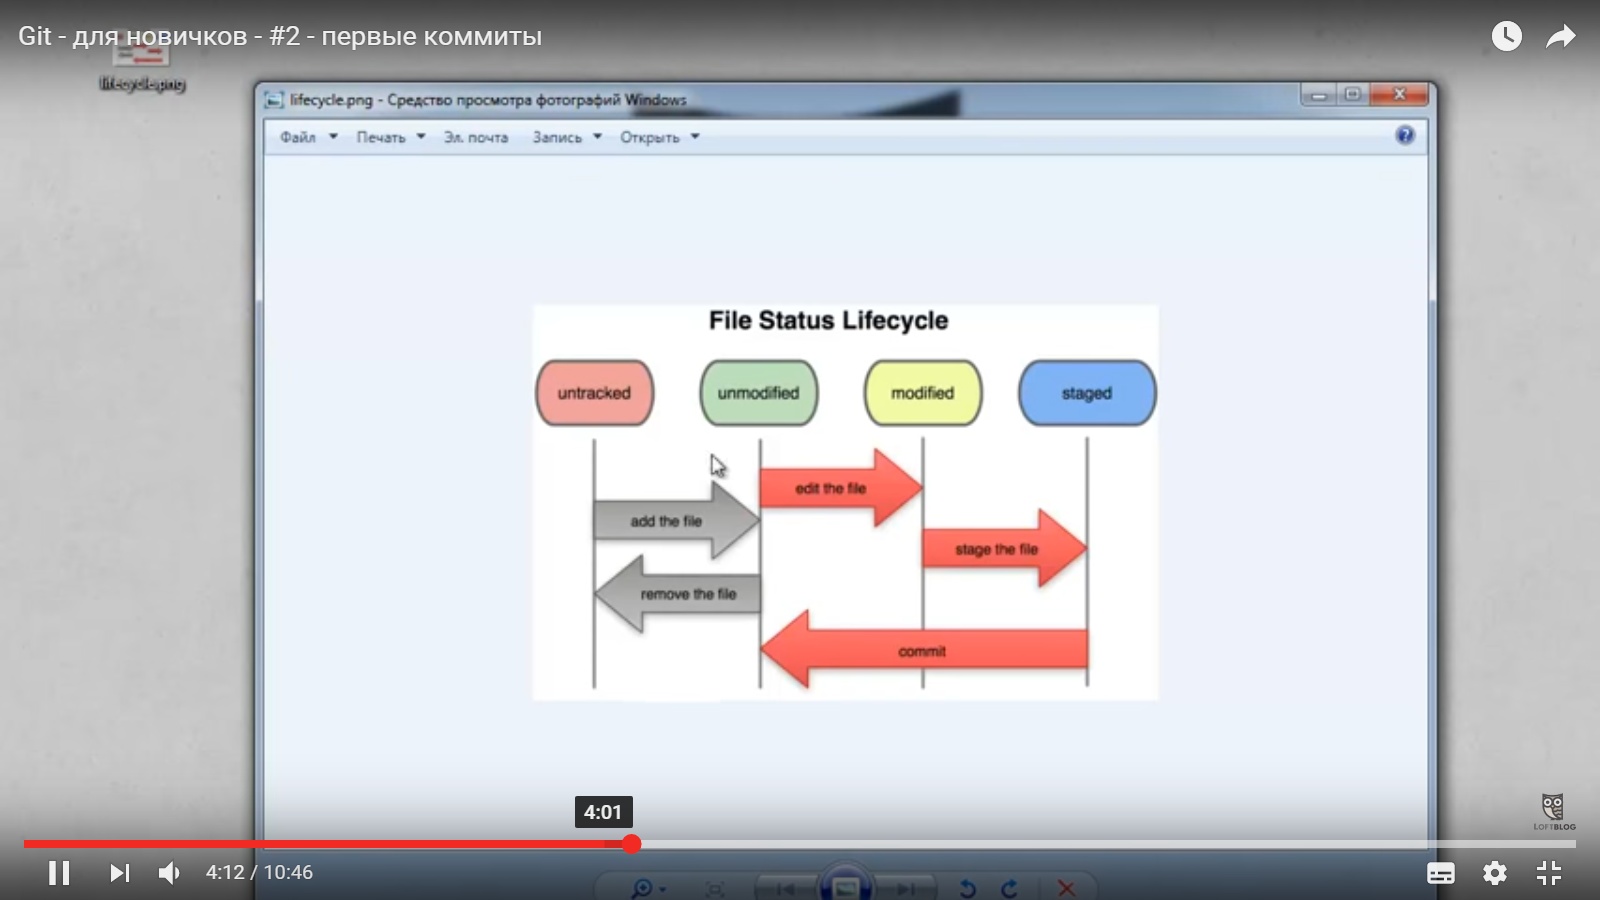 Git - для новичков - #2 - первые коммиты
lifecycle.png
lifecycle.png - Средство просмотра фотографий Windows
Файл Печать Эл. почта Запись Открыть
File Status Lifecycle
untracked unmodified modified staged
edit the file
add the file
stage the file
remove the file
commit
4:01
LOFTBLOG
4:12 / 10:46